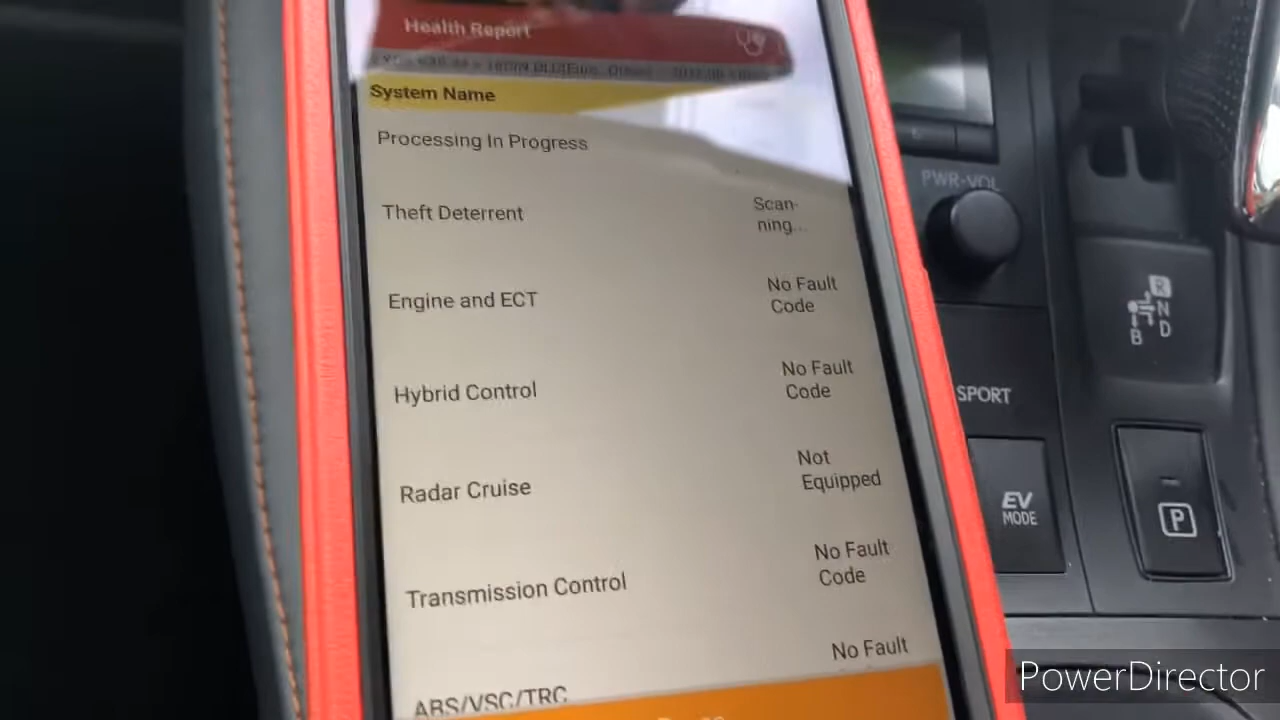 Health Report
System Name
Processing In Progress
Theft Deterrent
Scan-
ning...
Engine and ECT
No Fault
Code
Hybrid Control
No Fault
Code
Radar Cruise
Not
Equipped
Transmission Control
No Fault
Code
ABS/VSC/TRC
No Fault
PWR-VOL
R
N
D
B
SPORT
EV
MODE
P
PowerDirector